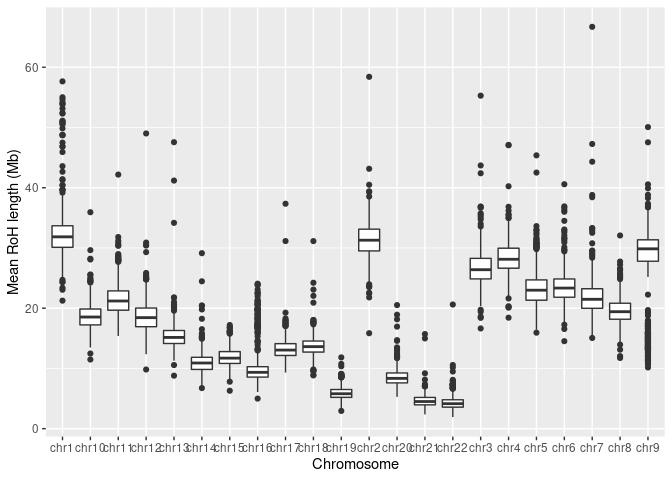 Mean RoH length (Mb)
60
40
20
0
chr1 chr10 chr11 chr12 chr13 chr14 chr15 chr16 chr17 chr18 chr19 chr2 chr20 chr21 chr22 chr3 chr4 chr5 chr6 chr7 chr8 chr9
Chromosome